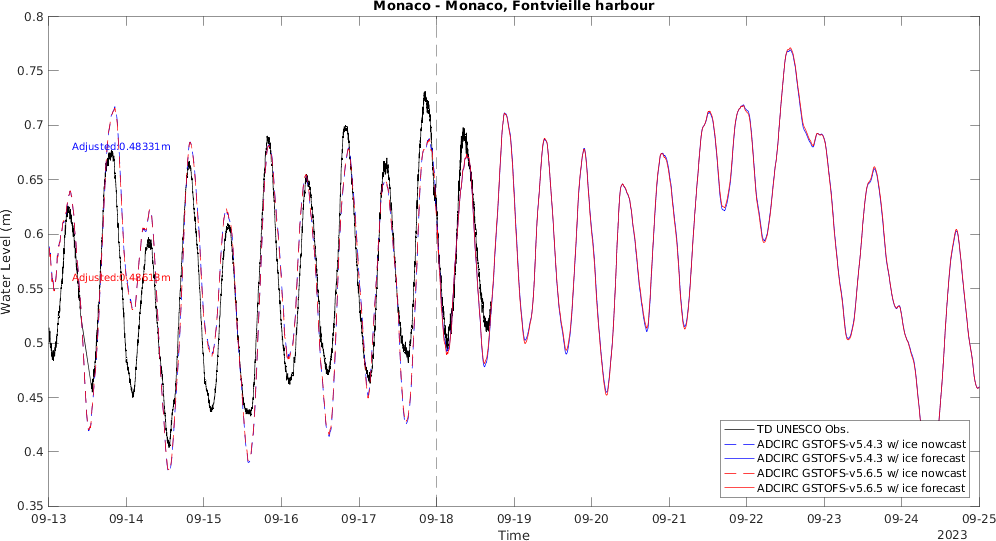 Monaco - Monaco, Fontvieille harbour
Water Level (m)
0.8
0.75
0.7
0.65
0.6
0.55
0.5
0.45
0.4
0.35
Adjusted:0.48331m
Adjusted:0.48613m
TD UNESCO Obs.
ADCIRC GSTOFS-v5.4.3 w/ ice nowcast
ADCIRC GSTOFS-v5.4.3 w/ ice forecast
ADCIRC GSTOFS-v5.6.5 w/ ice nowcast
ADCIRC GSTOFS-v5.6.5 w/ ice forecast
09-13 09-14 09-15 09-16 09-17 09-18 09-19 09-20 09-21 09-22 09-23 09-24 09-25
Time
2023